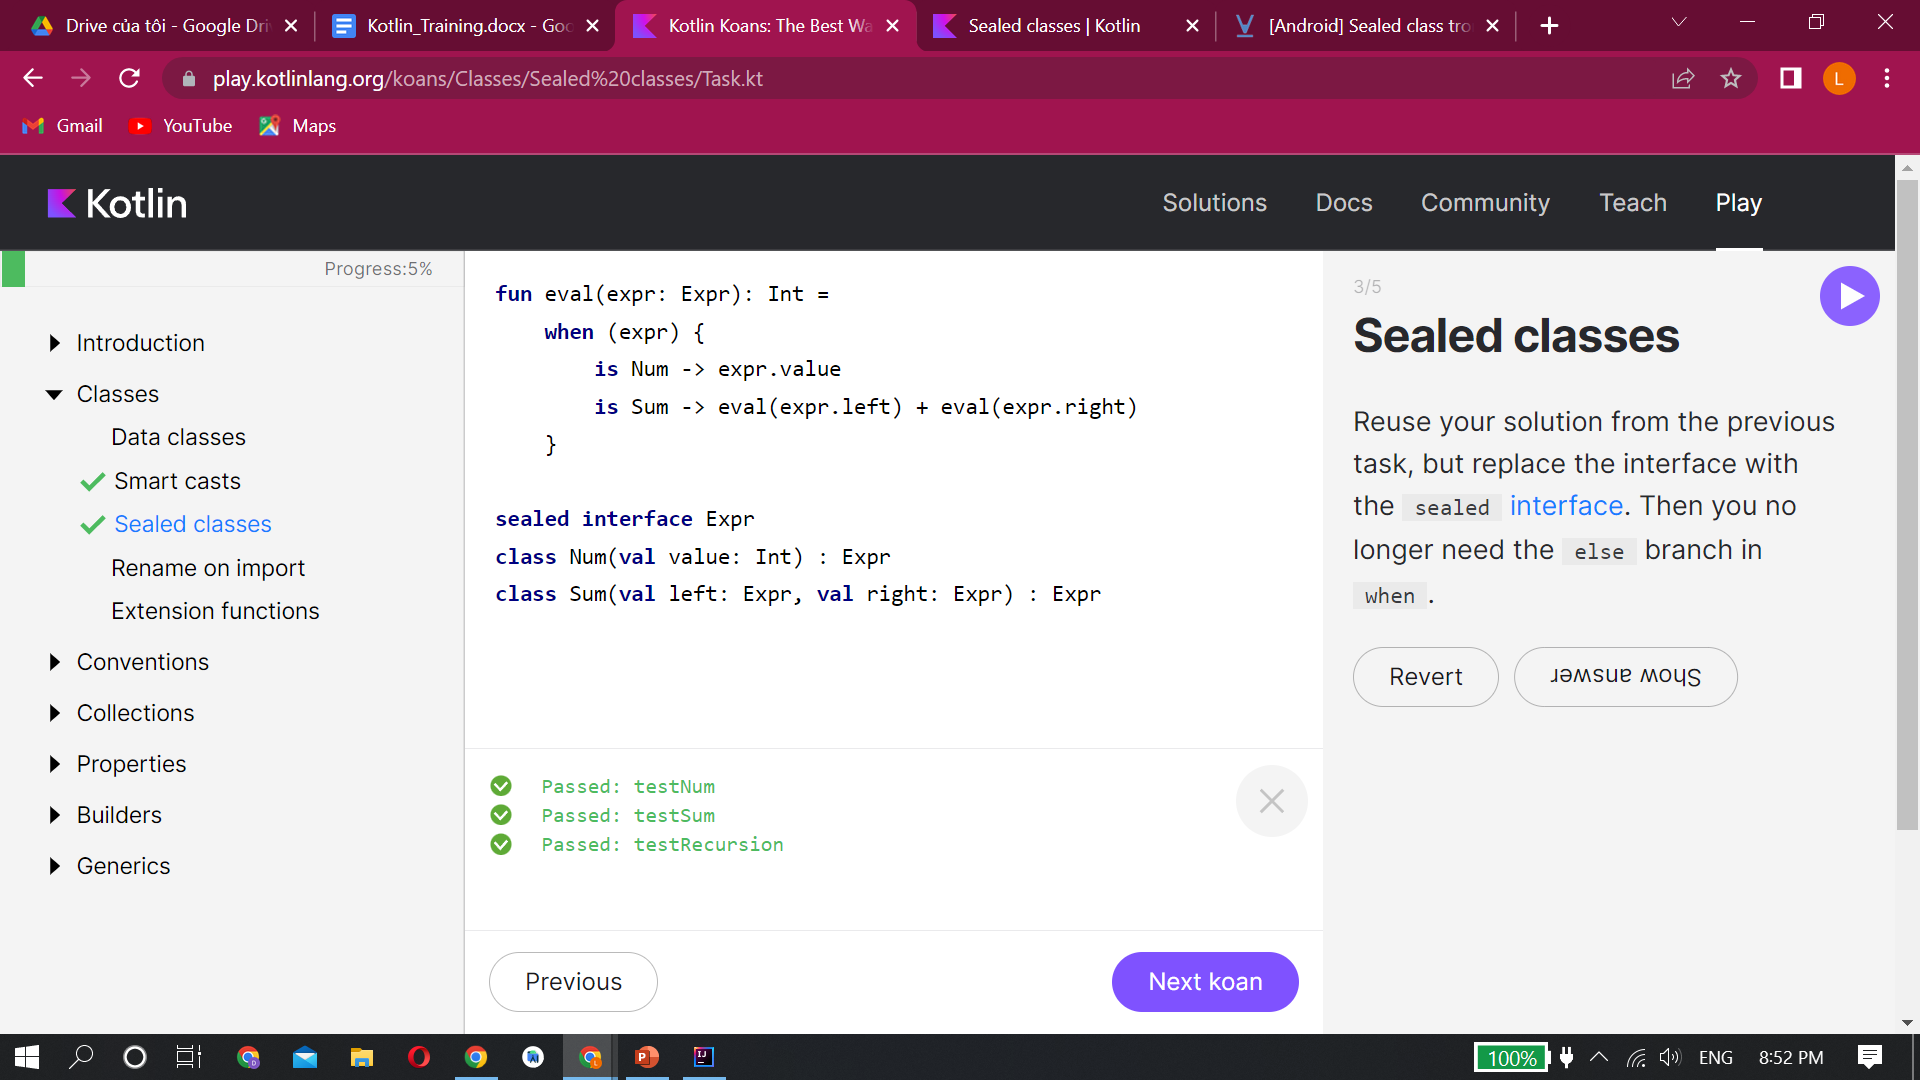 Drive của tôi - Google Dri
Kotlin_Training.docx - Goo
Kotlin Koans: The Best Wa
Sealed classes | Kotlin
[Android] Sealed class tro
play.kotlinlang.org/koans/Classes/Sealed%20classes/Task.kt
L
Gmail
YouTube
Maps
Kotlin
Solutions
Docs
Community
Teach
Play
Progress:5%
Introduction
Classes
Data classes
Smart casts
Sealed classes
Rename on import
Extension functions
Conventions
Collections
Properties
Builders
Generics
fun eval(expr: Expr): Int =
when (expr) {
is Num -> expr.value
is Sum -> eval(expr.left) + eval(expr.right)
}
sealed interface Expr
class Num(val value: Int) : Expr
class Sum(val left: Expr, val right: Expr) : Expr
Passed: testNum
Passed: testSum
Passed: testRecursion
Previous
Next koan
3/5
Sealed classes
Reuse your solution from the previous
task, but replace the interface with
the sealed interface. Then you no
longer need the else branch in
when .
Revert
Show answer
100%
ENG
8:52 PM